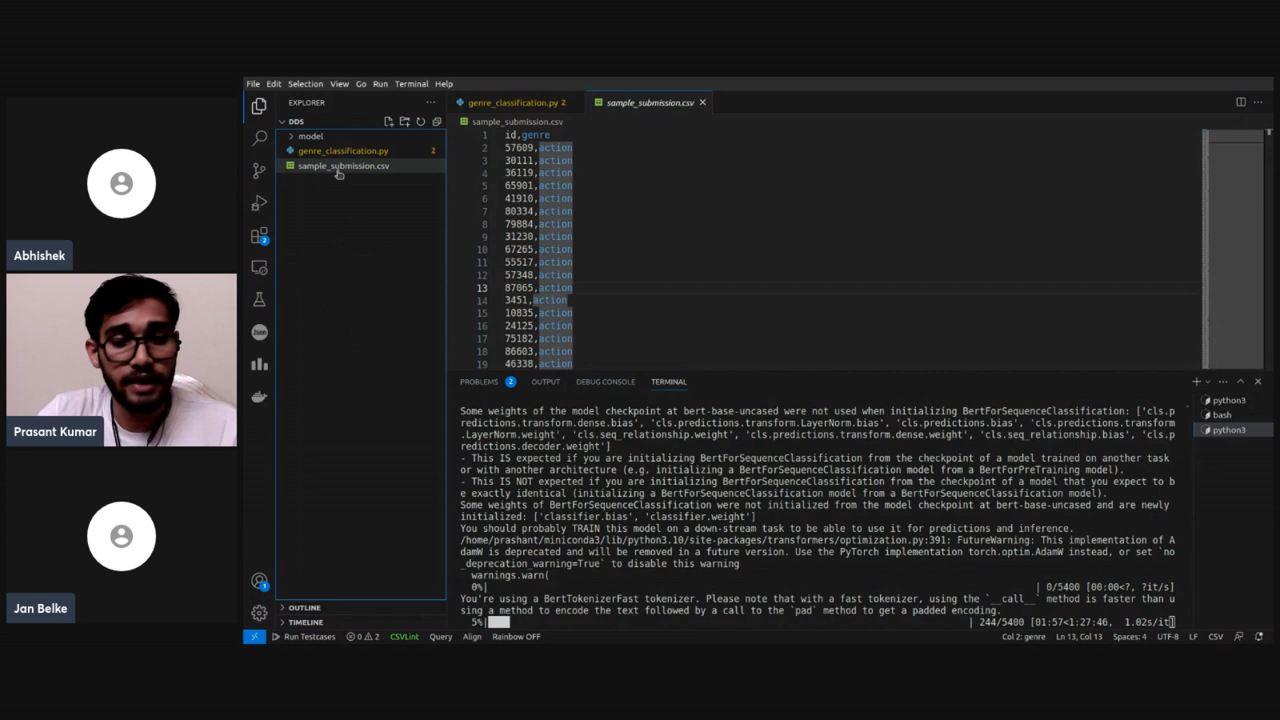 Abhishek
Prasant Kumar
Jan Belke
File Edit Selection View Go Run Terminal Help
EXPLORER
DDS
model
genre_classification.py 2
sample_submission.csv
OUTLINE
TIMELINE
2
Json
1
genre_classification.py 2
sample_submission.csv
sample_submission.csv
1 id,genre
2 57609,action
3 30111,action
4 36119,action
5 65901,action
6 41910,action
7 80334,action
8 79884,action
9 31230,action
10 67265,action
11 55517,action
12 57348,action
13 87065,action
14 3451,action
15 10835,action
16 24125,action
17 75182,action
18 86603,action
19 46338,action
PROBLEMS 2 OUTPUT DEBUG CONSOLE TERMINAL
python3
bash
python3
Some weights of the model checkpoint at bert-base-uncased were not used when initializing BertForSequenceClassification: ['cls.p
redictions.transform.dense.bias', 'cls.predictions.transform.LayerNorm.bias', 'cls.predictions.transform
.LayerNorm.weight', 'cls.seq_relationship.weight', 'cls.predictions.transform.dense.weight', 'cls.seq_relationship.bias', 'cls.p
redictions.decoder.weight']
- This IS expected if you are initializing BertForSequenceClassification from the checkpoint of a model trained on another task
or with another architecture (e.g. initializing a BertForSequenceClassification model from a BertForPreTraining model).
- This IS NOT expected if you are initializing BertForSequenceClassification from the checkpoint of a model that you expect to b
e exactly identical (initializing a BertForSequenceClassification model from a BertForSequenceClassification model).
Some weights of BertForSequenceClassification were not initialized from the model checkpoint at bert-base-uncased and are newly
initialized: ['classifier.bias', 'classifier.weight']
You should probably TRAIN this model on a down-stream task to be able to use it for predictions and inference.
/home/prashant/miniconda3/lib/python3.10/site-packages/transformers/optimization.py:391: FutureWarning: This implementation of A
damW is deprecated and will be removed in a future version. Use the PyTorch implementation torch.optim.AdamW instead, or set `no
_deprecation_warning=True` to disable this warning
warnings.warn(
0%| | 0/5400 [00:00<?, ?it/s]
You're using a BertTokenizerFast tokenizer. Please note that with a fast tokenizer, using the `__call__` method is faster than u
sing a method to encode the text followed by a call to the `pad` method to get a padded encoding.
5%| | 244/5400 [01:57<1:27:46, 1.02s/it]
Run Testcases 0 2 CSVLint Query Align Rainbow OFF Col 2: genre Ln 13, Col 13 Spaces: 4 UTF-8 LF CSV